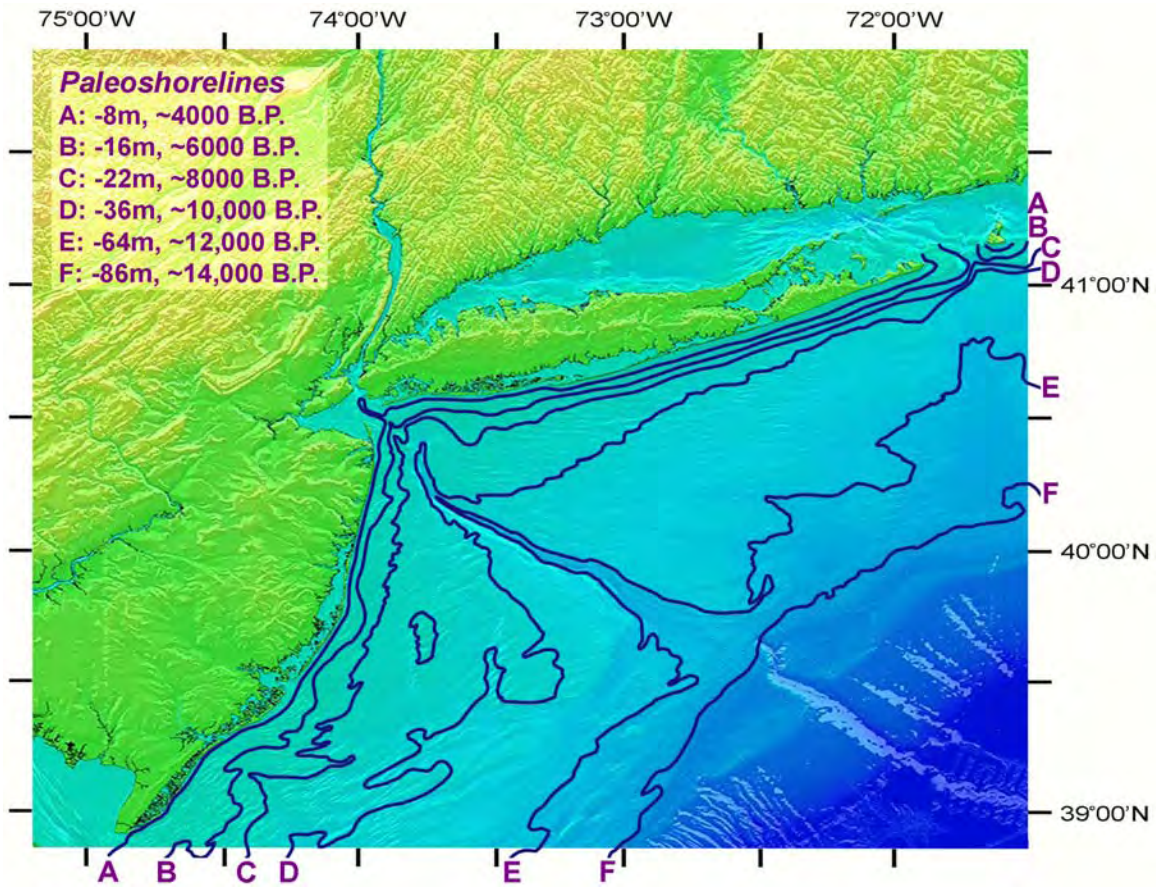 75°00'W 74°00'W 73°00'W 72°00'W
Paleoshorelines
A: -8m, ~4000 B.P.
B: -16m, ~6000 B.P.
C: -22m, ~8000 B.P.
D: -36m, ~10,000 B.P.
E: -64m, ~12,000 B.P.
F: -86m, ~14,000 B.P.
A
B
C
D
41°00'N
E
F
40°00'N
39°00'N
A B C D E F